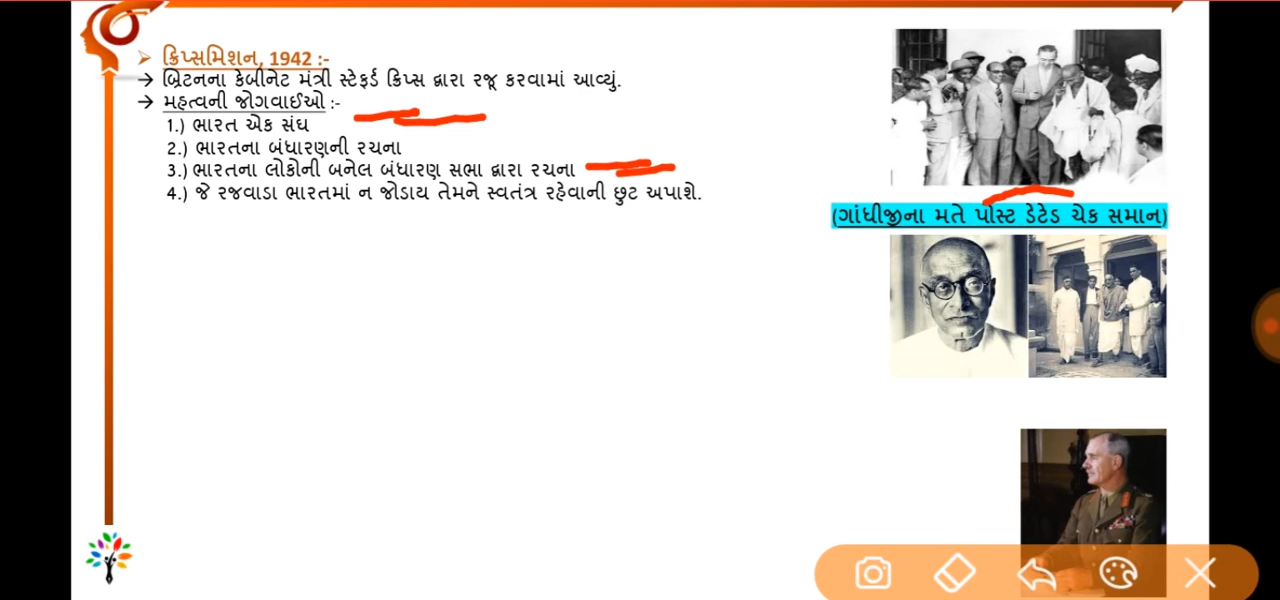 ➢ ક્રિપ્સમિશન, 1942 :-
→ બ્રિટનના કેબીનેટ મંત્રી સ્ટેફર્ડ ક્રિપ્સ દ્વારા રજૂ કરવામાં આવ્યું.
→ મહત્વની જોગવાઈઓ :-
1.) ભારત એક સંઘ
2.) ભારતના બંધારણની રચના
3.) ભારતના લોકોની બનેલ બંધારણ સભા દ્વારા રચના
4.) જે રજવાડા ભારતમાં ન જોડાય તેમને સ્વતંત્ર રહેવાની છુટ અપાશે.
(ગાંધીજીના મતે પોસ્ટ ડેટેડ ચેક સમાન)